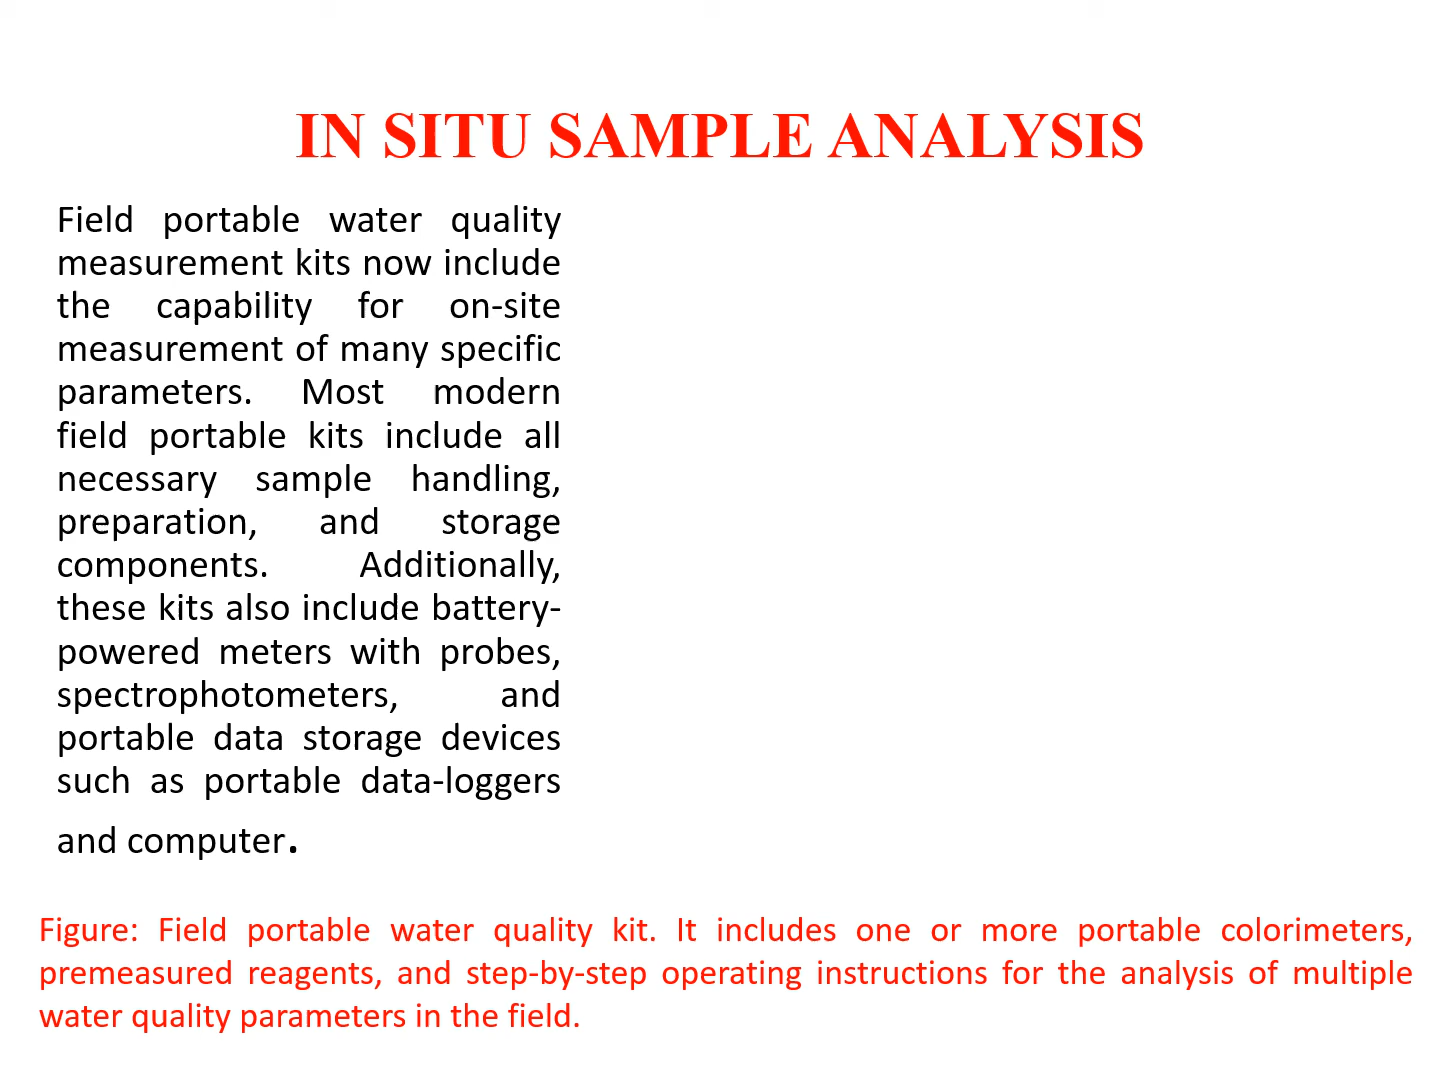 IN SITU SAMPLE ANALYSIS
Field portable water quality
measurement kits now include
the capability for on-site
measurement of many specific
parameters. Most modern
field portable kits include all
necessary sample handling,
preparation, and storage
components. Additionally,
these kits also include battery-
powered meters with probes,
spectrophotometers, and
portable data storage devices
such as portable data-loggers
and computer.
Figure: Field portable water quality kit. It includes one or more portable colorimeters,
premeasured reagents, and step-by-step operating instructions for the analysis of multiple
water quality parameters in the field.